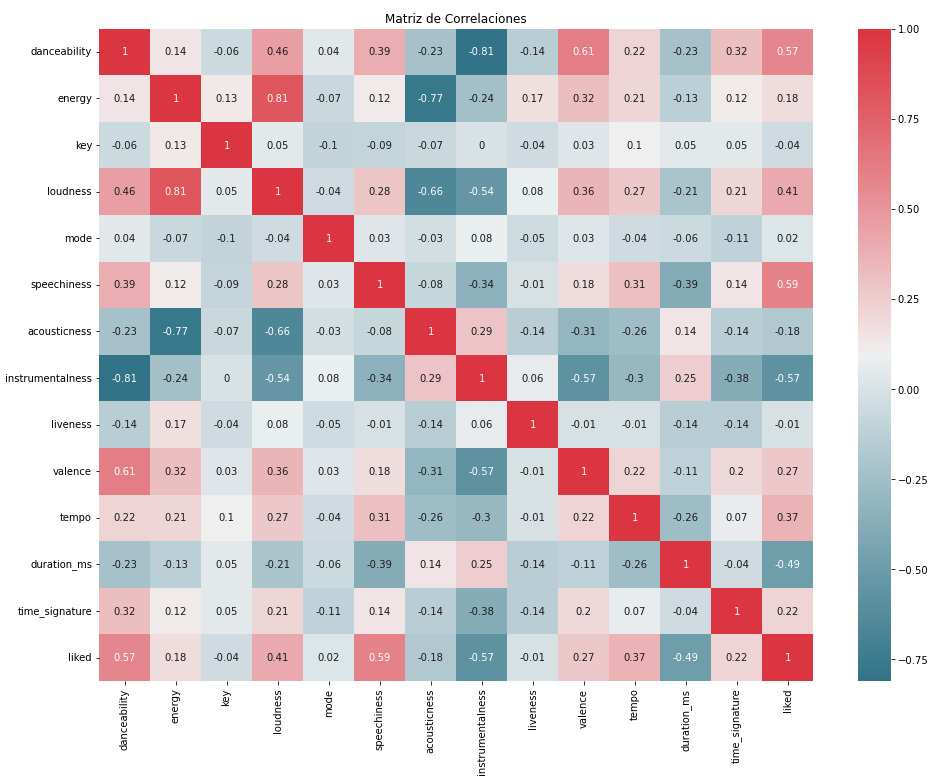 Matriz de Correlaciones
danceability 1 0.14 -0.06 0.46 0.04 0.39 -0.23 -0.81 -0.14 0.61 0.22 -0.23 0.32 0.57
energy 0.14 1 0.13 0.81 -0.07 0.12 -0.77 -0.24 0.17 0.32 0.21 -0.13 0.12 0.18
key -0.06 0.13 1 0.05 -0.1 -0.09 -0.07 0 -0.04 0.03 0.1 0.05 0.05 -0.04
loudness 0.46 0.81 0.05 1 -0.04 0.28 -0.66 -0.54 0.08 0.36 0.27 -0.21 0.21 0.41
mode 0.04 -0.07 -0.1 -0.04 1 0.03 -0.03 0.08 -0.05 0.03 -0.04 -0.06 -0.11 0.02
speechiness 0.39 0.12 -0.09 0.28 0.03 1 -0.08 -0.34 -0.01 0.18 0.31 -0.39 0.14 0.59
acousticness -0.23 -0.77 -0.07 -0.66 -0.03 -0.08 1 0.29 -0.14 -0.31 -0.26 0.14 -0.14 -0.18
instrumentalness -0.81 -0.24 0 -0.54 0.08 -0.34 0.29 1 0.06 -0.57 -0.3 0.25 -0.38 -0.57
liveness -0.14 0.17 -0.04 0.08 -0.05 -0.01 -0.14 0.06 1 -0.01 -0.01 -0.14 -0.14 -0.01
valence 0.61 0.32 0.03 0.36 0.03 0.18 -0.31 -0.57 -0.01 1 0.22 -0.11 0.2 0.27
tempo 0.22 0.21 0.1 0.27 -0.04 0.31 -0.26 -0.3 -0.01 0.22 1 -0.26 0.07 0.37
duration_ms -0.23 -0.13 0.05 -0.21 -0.06 -0.39 0.14 0.25 -0.14 -0.11 -0.26 1 -0.04 -0.49
time_signature 0.32 0.12 0.05 0.21 -0.11 0.14 -0.14 -0.38 -0.14 0.2 0.07 -0.04 1 0.22
liked 0.57 0.18 -0.04 0.41 0.02 0.59 -0.18 -0.57 -0.01 0.27 0.37 -0.49 0.22 1
danceability
energy
key
loudness
mode
speechiness
acousticness
instrumentalness
liveness
valence
tempo
duration_ms
time_signature
liked
1.00
0.75
0.50
0.25
0.00
−0.25
−0.50
−0.75